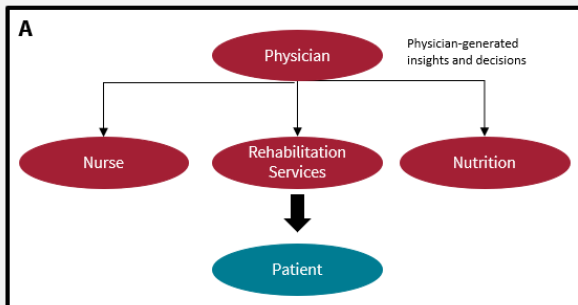 A
Physician
Physician-generated
insights and decisions
Nurse
Rehabilitation
Services
Nutrition
Patient